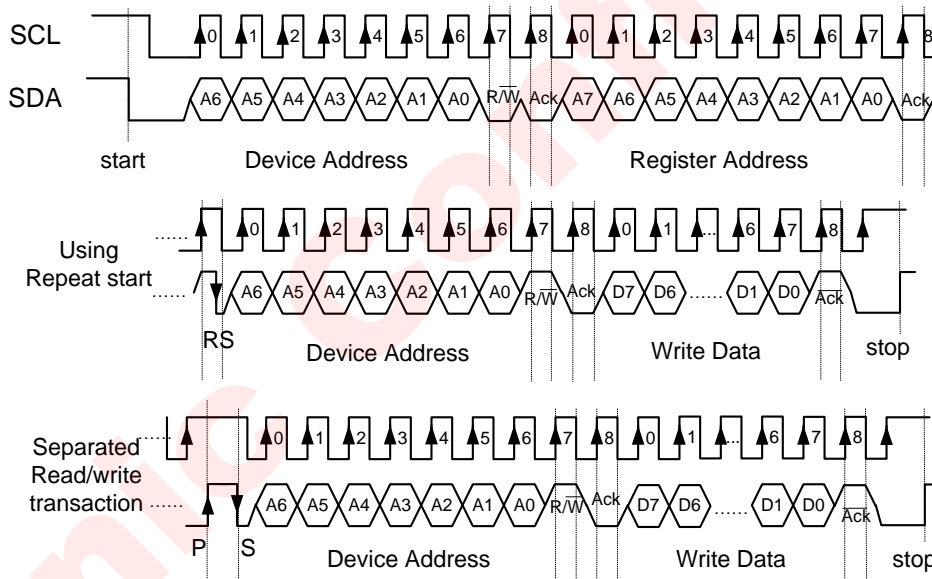 SCL 0 1 2 3 4 5 6 7 8 0 1 2 3 4 5 6 7 8
SDA A6 A5 A4 A3 A2 A1 A0 R/W̅ Ack A7 A6 A5 A4 A3 A2 A1 A0 Ack
start Device Address Register Address
0 1 2 3 4 5 6 7 8 0 1 ... 6 7 8
Using
Repeat start
...... ...... A6 A5 A4 A3 A2 A1 A0 R/W̅ Ack D7 D6 ...... D1 D0 A̅c̅k̅
RS Device Address Write Data stop
0 1 2 3 4 5 6 7 8 0 1 ... 6 7 8
Separated
Read/write
transaction
...... ...... A6 A5 A4 A3 A2 A1 A0 R/W̅ Ack D7 D6 ...... D1 D0 A̅c̅k̅
P S Device Address Write Data stop
nic Confi